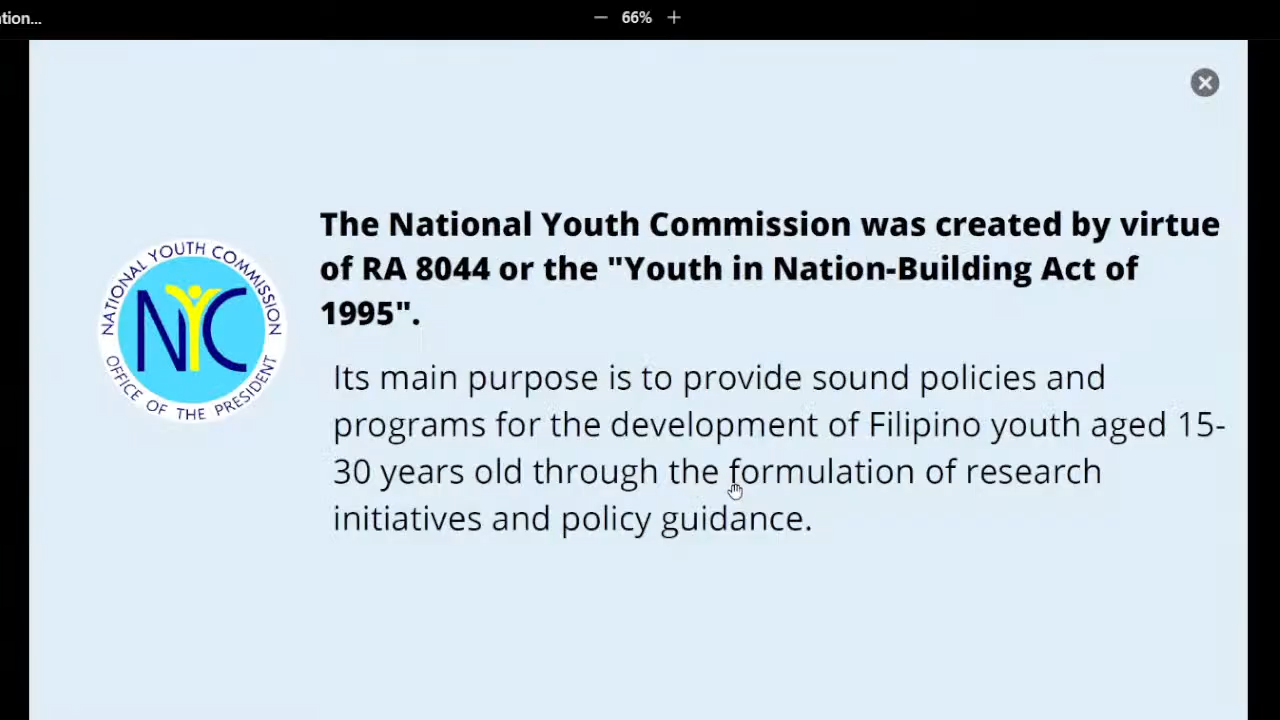 tion...
66%
The National Youth Commission was created by virtue
of RA 8044 or the "Youth in Nation-Building Act of
1995".
NATIONAL YOUTH COMMISSION
NYC
OFFICE OF THE PRESIDENT
Its main purpose is to provide sound policies and
programs for the development of Filipino youth aged 15-
30 years old through the formulation of research
initiatives and policy guidance.